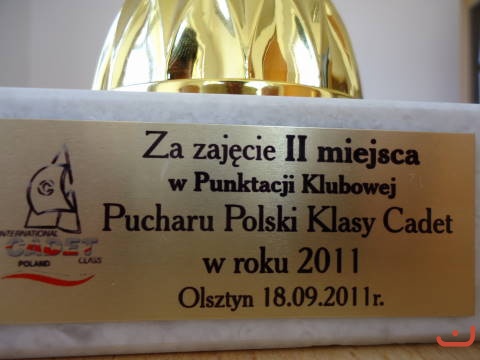 Za zajęcie II miejsca
w Punktacji Klubowej
Pucharu Polski Klasy Cadet
w roku 2011
Olsztyn 18.09.2011r.
INTERNATIONAL
CADET
CLASS
POLAND